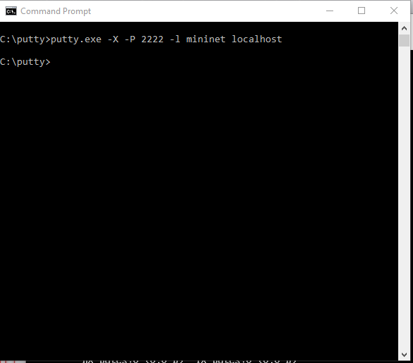 Command Prompt
C:\putty>putty.exe -X -P 2222 -l mininet localhost
C:\putty>